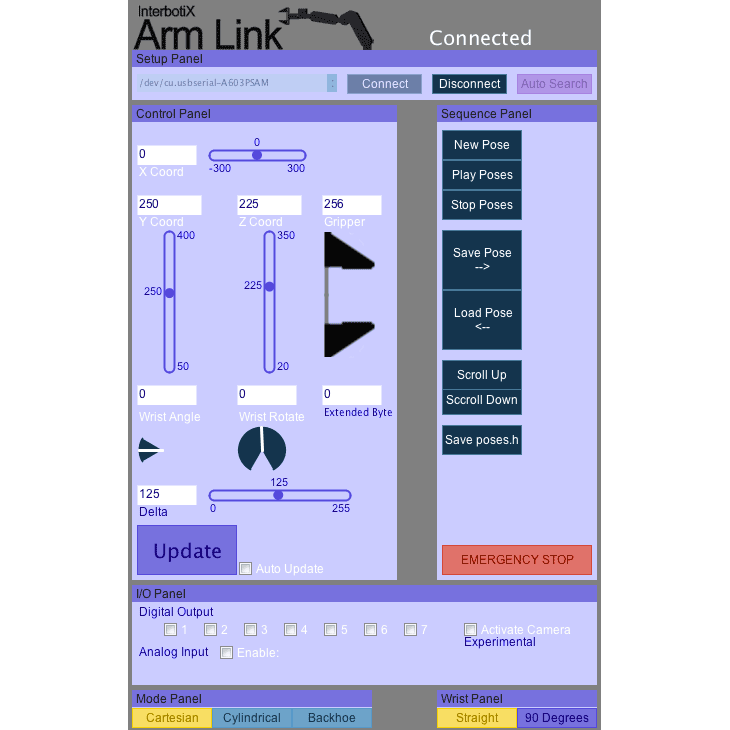 InterbotiX
Arm Link
Connected
Setup Panel
/dev/cu.usbserial-A603PSAM
:
Connect
Disconnect
Auto Search
Control Panel
0
X Coord
0
-300
300
250
Y Coord
225
Z Coord
256
Gripper
400
250
50
350
225
20
0
Wrist Angle
0
Wrist Rotate
0
Extended Byte
125
Delta
125
0
255
Update
Auto Update
Sequence Panel
New Pose
Play Poses
Stop Poses
Save Pose
-->
Load Pose
<--
Scroll Up
Sccroll Down
Save poses.h
EMERGENCY STOP
I/O Panel
Digital Output
1 2 3 4 5 6 7
Activate Camera
Experimental
Analog Input
Enable:
Mode Panel
Cartesian
Cylindrical
Backhoe
Wrist Panel
Straight
90 Degrees